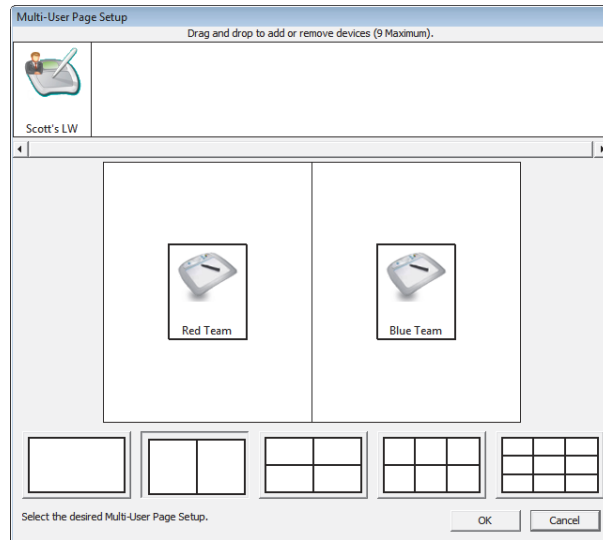 Multi-User Page Setup
Drag and drop to add or remove devices (9 Maximum).
Scott's LW
Red Team
Blue Team
Select the desired Multi-User Page Setup.
OK
Cancel